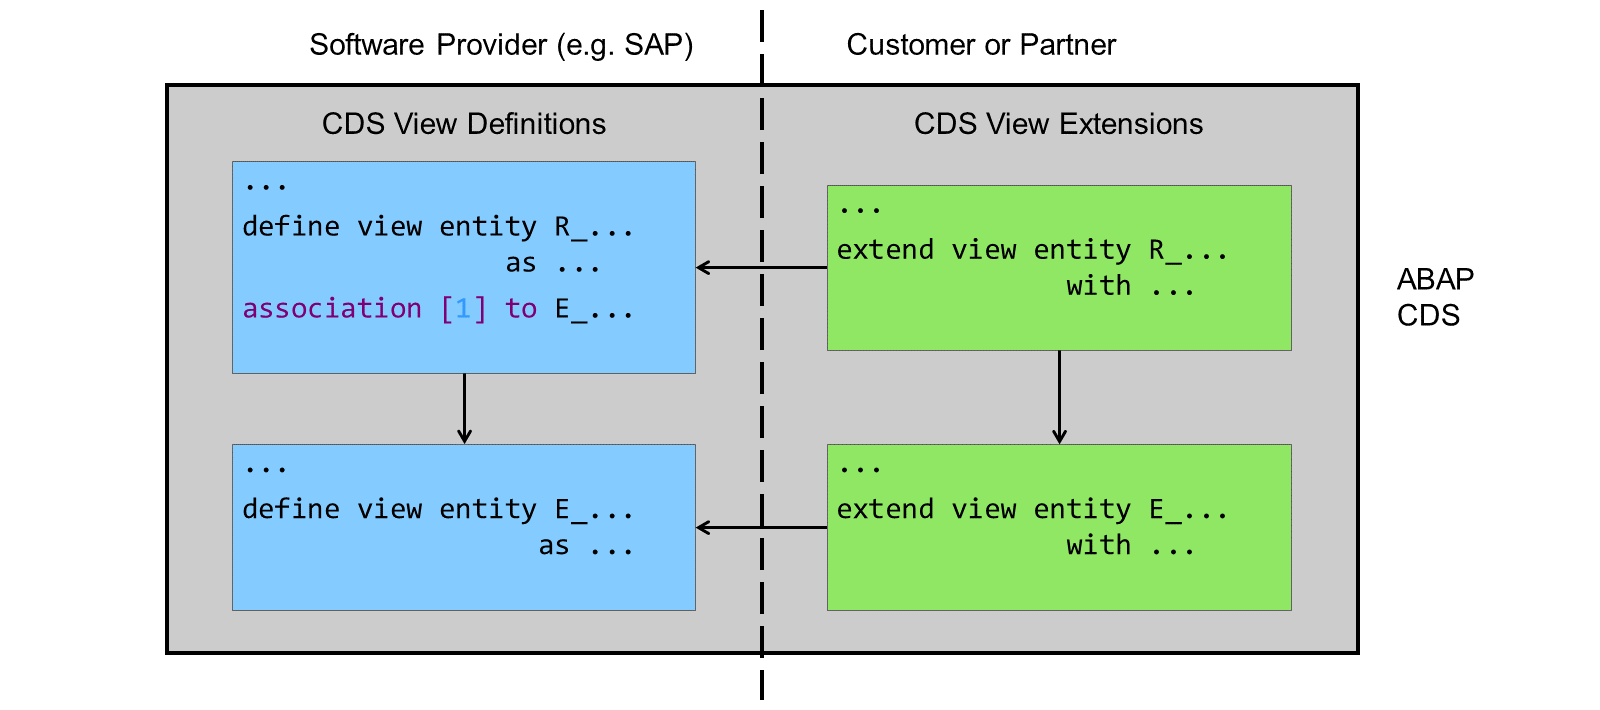 Software Provider (e.g. SAP)
Customer or Partner
CDS View Definitions
CDS View Extensions
...
define view entity R_...
as ...
association [1] to E_...
...
extend view entity R_...
with ...
ABAP
CDS
...
define view entity E_...
as ...
...
extend view entity E_...
with ...